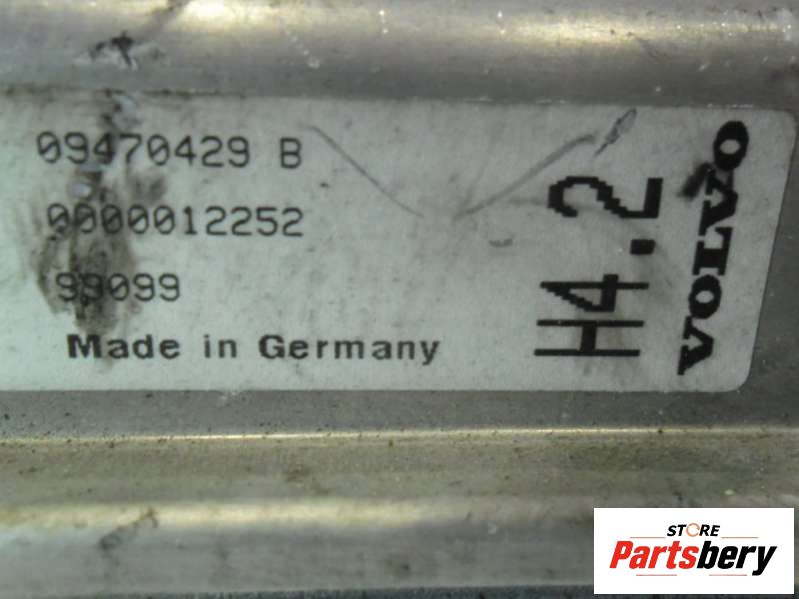 09470429 B
0000012252
99099
Made in Germany
H4.2
VOLVO
STORE
Partsbery